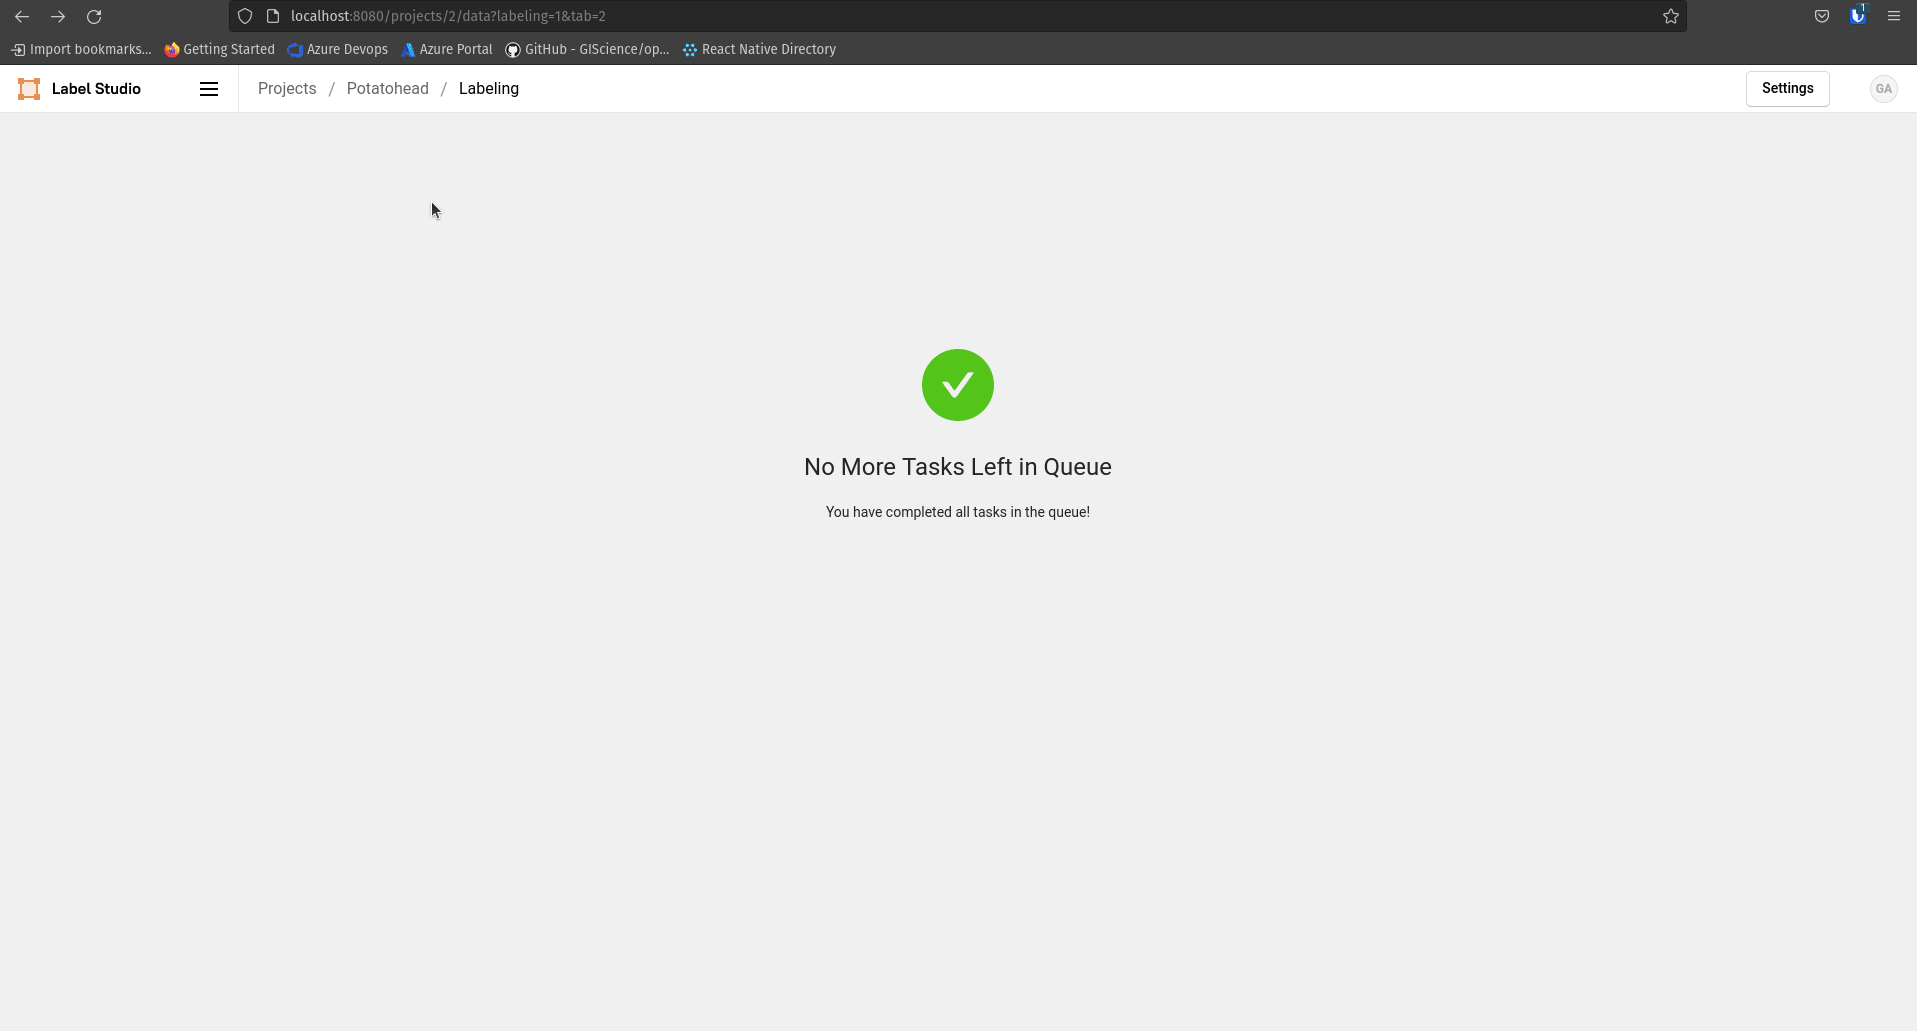 localhost:8080/projects/2/data?labeling=1&tab=2
1
Import bookmarks... Getting Started Azure Devops Azure Portal GitHub - GIScience/op... React Native Directory
Label Studio Projects / Potatohead / Labeling Settings GA
No More Tasks Left in Queue
You have completed all tasks in the queue!